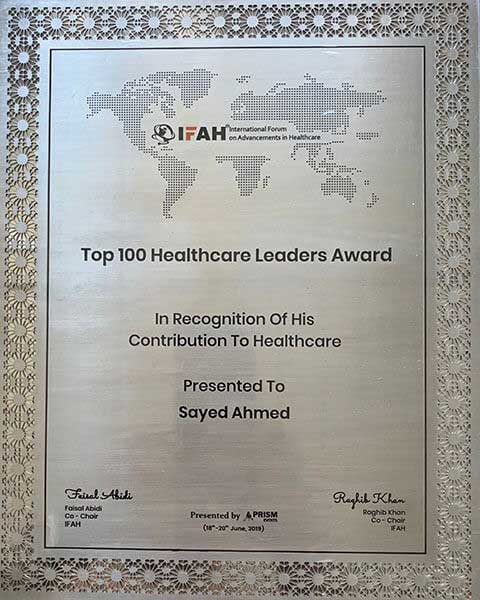 IFAH® International Forum
on Advancements in Healthcare
Top 100 Healthcare Leaders Award
In Recognition Of His
Contribution To Healthcare
Presented To
Sayed Ahmed
Faisal Abidi
Faisal Abidi
Co - Chair
IFAH
Presented by PRISM
EVENTS
(18th-20th June, 2019)
Raghib Khan
Raghib Khan
Co - Chair
IFAH